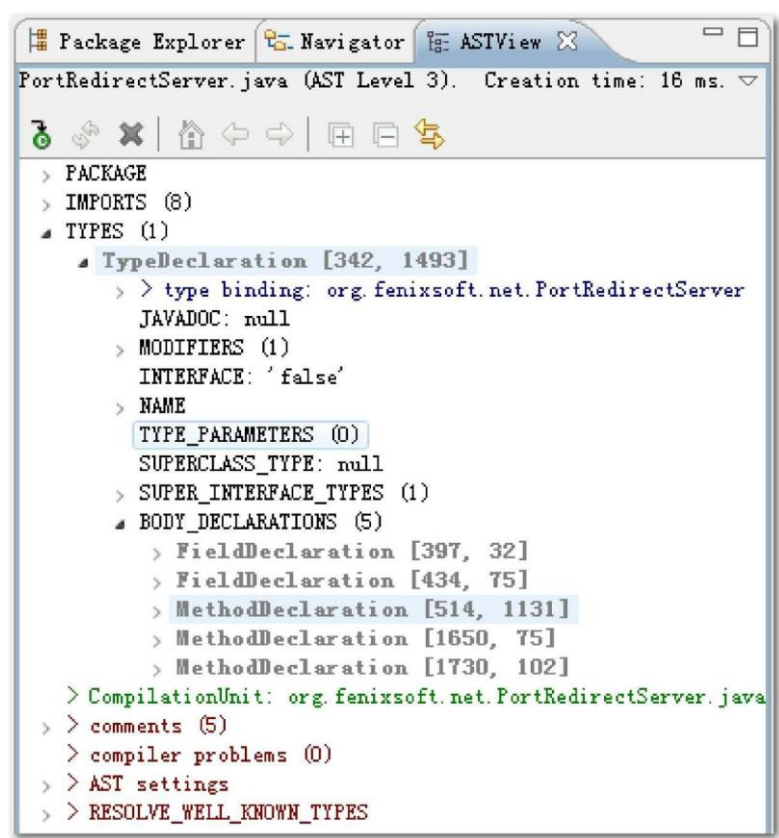 Package Explorer Navigator ASTView
PortRedirectServer.java (AST Level 3). Creation time: 16 ms.
> PACKAGE
> IMPORTS (8)
TYPES (1)
TypeDeclaration [342, 1493]
> > type binding: org.fenixsoft.net.PortRedirectServer
JAVADOC: null
> MODIFIERS (1)
INTERFACE: 'false'
> NAME
TYPE_PARAMETERS (0)
SUPERCLASS_TYPE: null
> SUPER_INTERFACE_TYPES (1)
BODY_DECLARATIONS (5)
> FieldDeclaration [397, 32]
> FieldDeclaration [434, 75]
> MethodDeclaration [514, 1131]
> MethodDeclaration [1650, 75]
> MethodDeclaration [1730, 102]
> CompilationUnit: org.fenixsoft.net.PortRedirectServer.java
> > comments (5)
> compiler problems (0)
> > AST settings
> > RESOLVE_WELL_KNOWN_TYPES